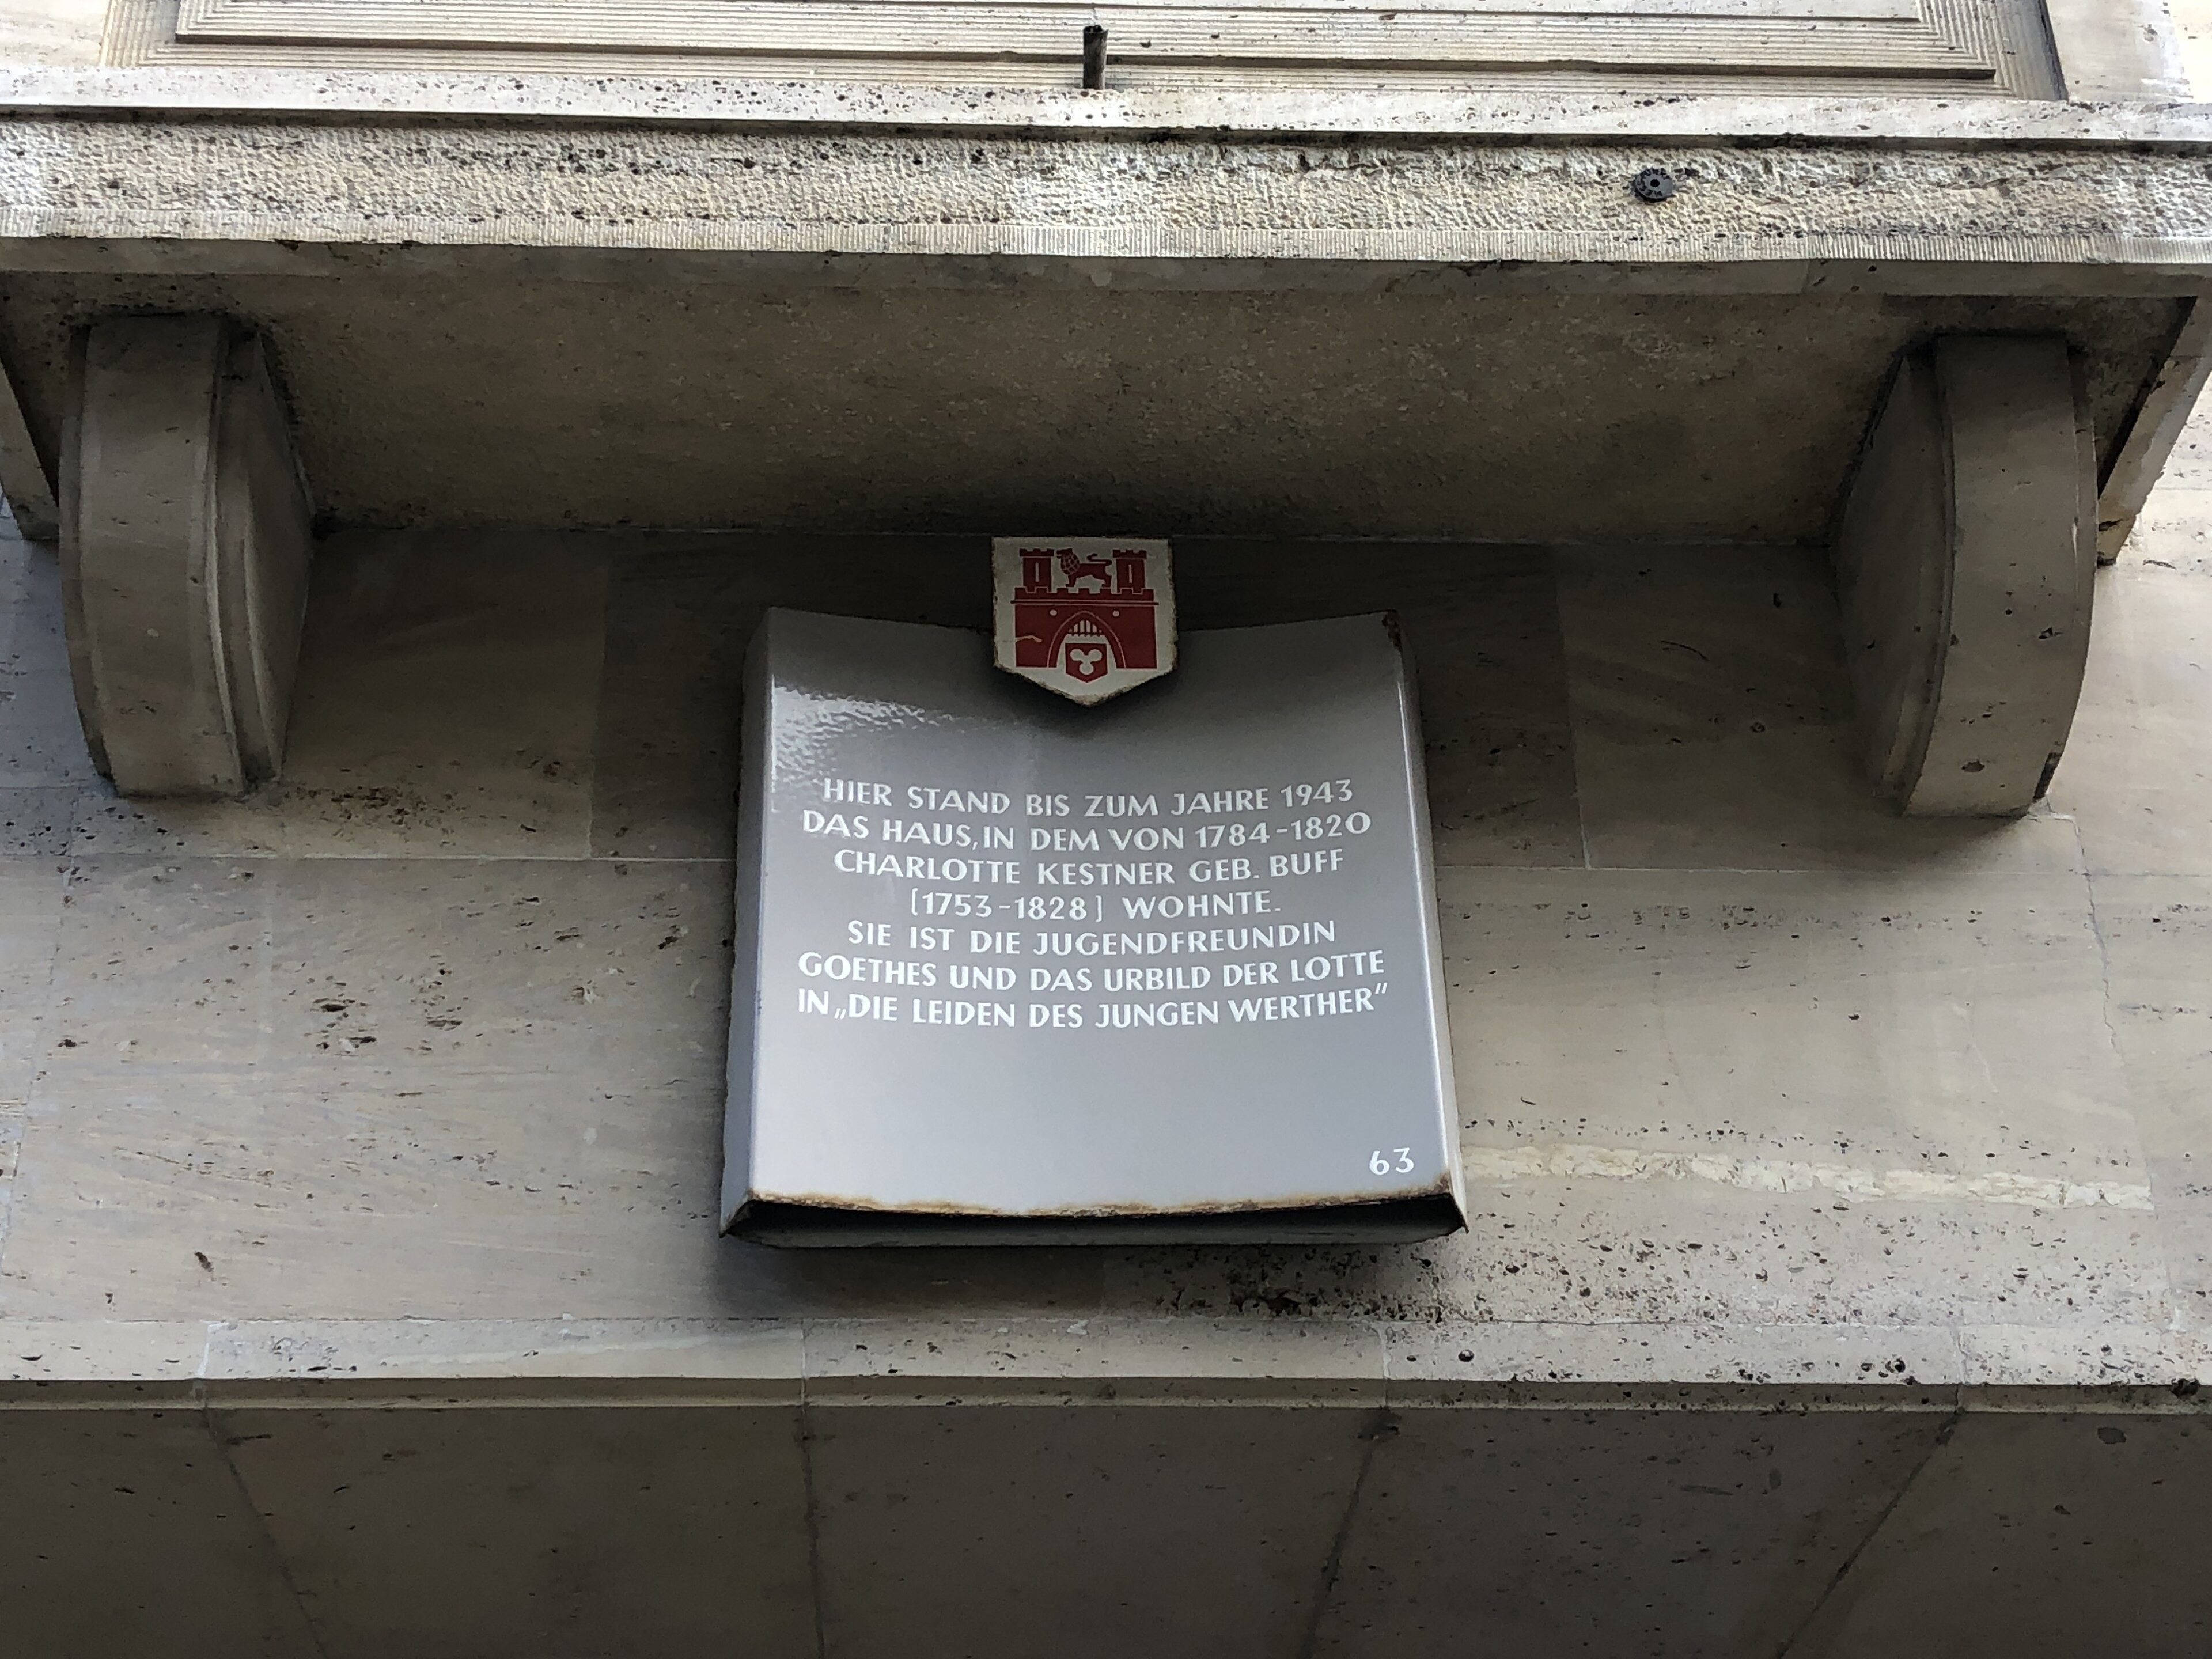 HIER STAND BIS ZUM JAHRE 1943
DAS HAUS, IN DEM VON 1784-1820
CHARLOTTE KESTNER GEB. BUFF
[1753-1828] WOHNTE.
SIE IST DIE JUGENDFREUNDIN
GOETHES UND DAS URBILD DER LOTTE
IN „DIE LEIDEN DES JUNGEN WERTHER"
63